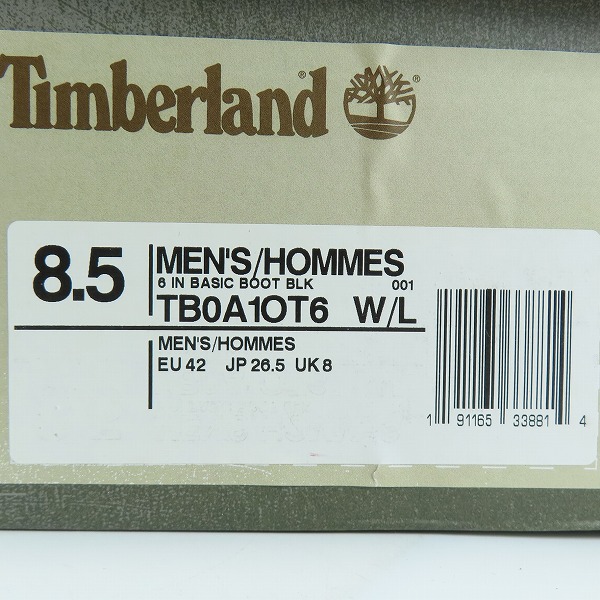 Timberland®
®
8.5
MEN'S/HOMMES
6 IN BASIC BOOT BLK 001
TB0A1OT6 W/L
MEN'S/HOMMES
EU 42 JP 26.5 UK 8
1 91165 33881 4